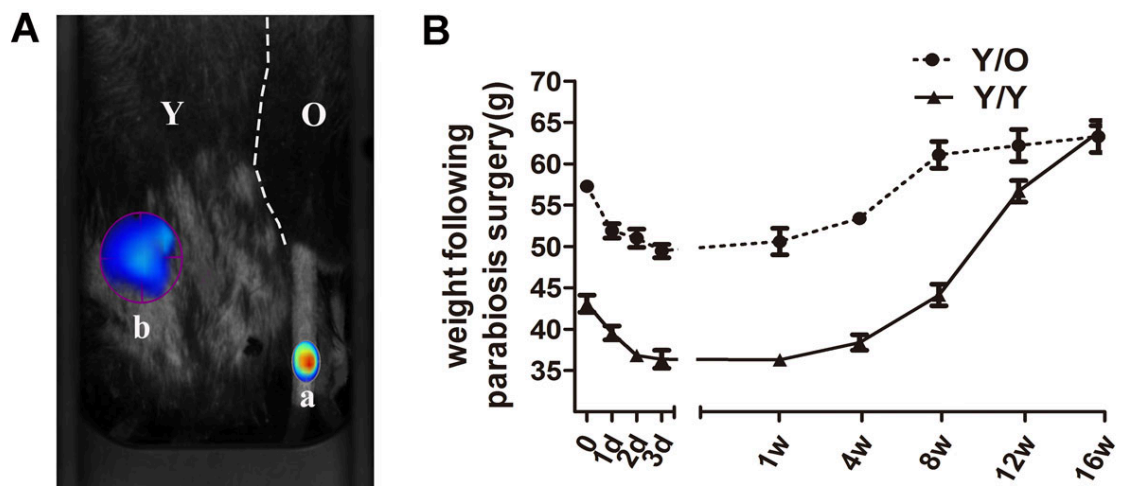 A
Y
O
b
a
B
Y/O
Y/Y
weight following
parabiosis surgery(g)
70
65
60
55
50
45
40
35
0
1d
2d
3d
1w
4w
8w
12w
16w